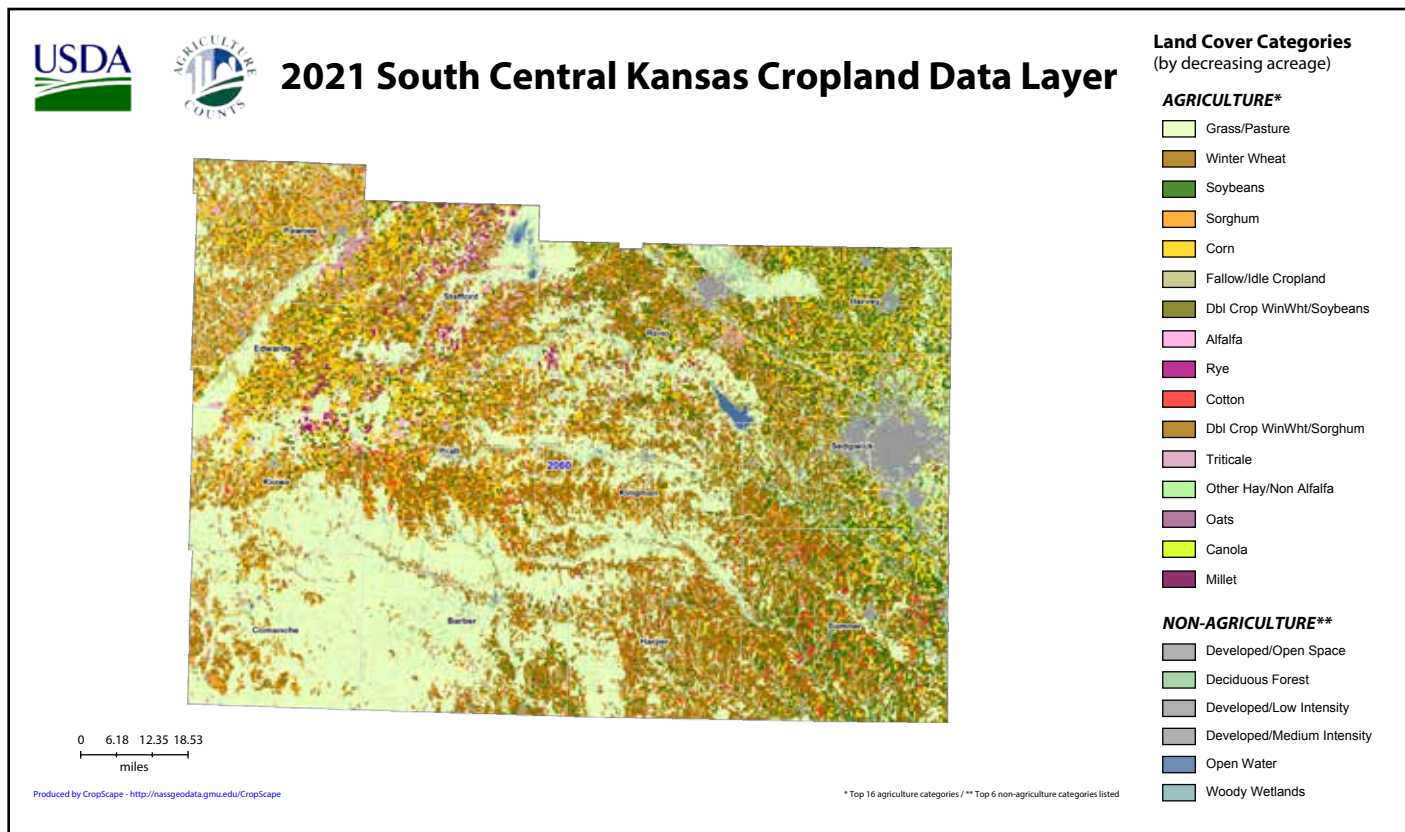 USDA
AGRICULTURE
COUNTS
2021 South Central Kansas Cropland Data Layer
Land Cover Categories
(by decreasing acreage)
AGRICULTURE*
Grass/Pasture
Winter Wheat
Soybeans
Sorghum
Corn
Fallow/Idle Cropland
Dbl Crop WinWht/Soybeans
Alfalfa
Rye
Cotton
Dbl Crop WinWht/Sorghum
Triticale
Other Hay/Non Alfalfa
Oats
Canola
Millet
NON-AGRICULTURE**
Developed/Open Space
Deciduous Forest
Developed/Low Intensity
Developed/Medium Intensity
Open Water
Woody Wetlands
Pawnee
Stafford
Harvey
Reno
Edwards
Sedgwick
Pratt
2060
Kiowa
Kingman
Comanche
Barber
Harper
Sumner
0 6.18 12.35 18.53
miles
Produced by CropScape - http://nassgeodata.gmu.edu/CropScape
* Top 16 agriculture categories / ** Top 6 non-agriculture categories listed